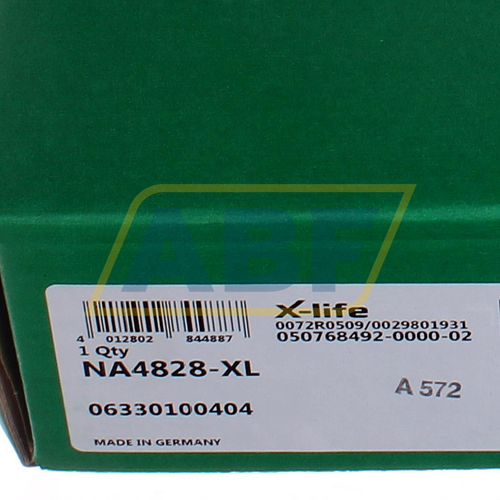 ABF
X-life
0072R0509/0029801931
050768492-0000-02
4 012802 844887
1 Qty
NA4828-XL
A 572
06330100404
MADE IN GERMANY